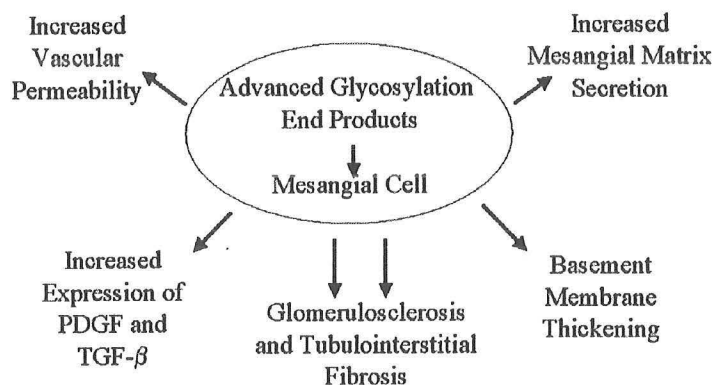 Increased
Vascular
Permeability
Increased
Mesangial Matrix
Secretion
Advanced Glycosylation
End Products
Mesangial Cell
Increased
Expression of
PDGF and
TGF-β
Glomerulosclerosis
and Tubulointerstitial
Fibrosis
Basement
Membrane
Thickening